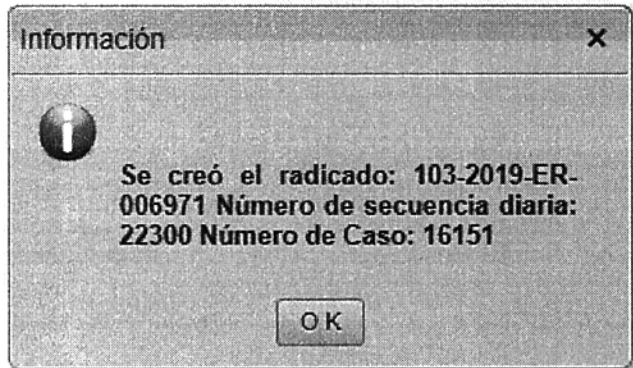 Información
Se creó el radicado: 103-2019-ER-
006971 Número de secuencia diaria:
22300 Número de Caso: 16151
OK